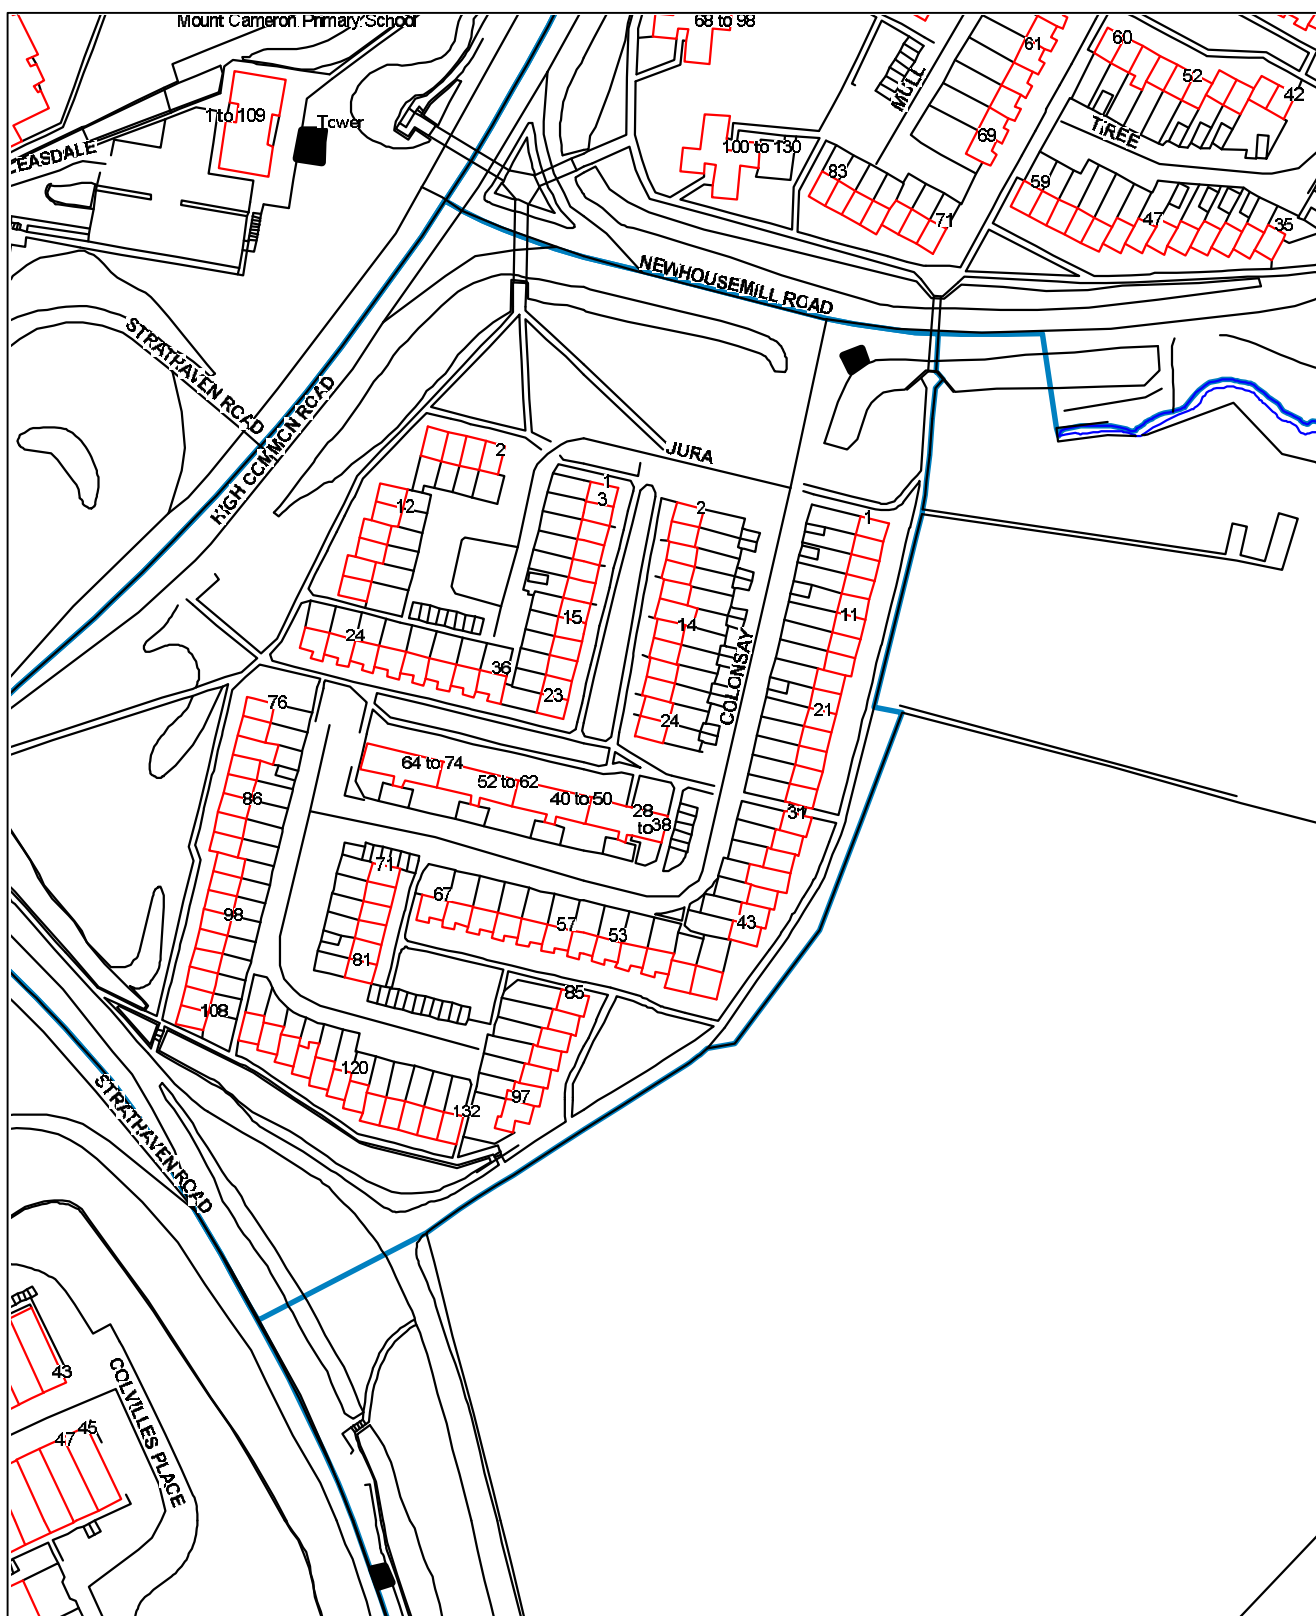 Mount Cameron Primary School
68 to 98
61
60
52
42
MULL
1 to 109
Tower
69
TIREE
EASDALE
100 to 130
83
59
71
47
35
NEWHOUSEMILL ROAD
STRATHAVEN ROAD
HIGH COMMON ROAD
JURA
2
1
3
12
2
1
15
11
14
24
36
COLONSAY
23
24
21
76
64 to 74
52 to 62
86
40 to 50
28
to 38
31
71
67
98
57
53
43
81
85
108
120
97
132
STRATHAVEN ROAD
43
COLVILLES PLACE
45
47